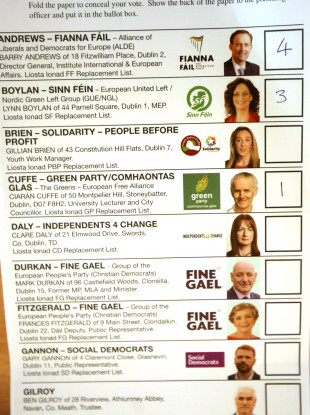 Fold the paper to conceal your vote. Show the back of the paper to the
officer and put it in the ballot box.
ANDREWS – FIANNA FÁIL – Alliance of
Liberals and Democrats for Europe (ALDE)
BARRY ANDREWS of 18 Fitzwilliam Place, Dublin 2,
Director General, Institute International & European
Affairs. Liosta Ionaid FF Replacement List.
FIANNA FÁIL
4
BOYLAN – SINN FÉIN – European United Left /
Nordic Green Left Group (GUE/NGL)
LYNN BOYLAN of 44 Parnell Square, Dublin 1, MEP.
Liosta Ionaid SF Replacement List.
Sinn Féin
3
BRIEN – SOLIDARITY – PEOPLE BEFORE
PROFIT
GILLIAN BRIEN of 43 Constitution Hill Flats, Dublin 7,
Youth Work Manager.
Liosta Ionaid PBP Replacement List.
Solidarity
CUFFE – GREEN PARTY/COMHAONTAS
GLAS – The Greens – European Free Alliance
CIARÁN CUFFE of 50 Montpelier Hill, Stoneybatter,
Dublin, D07 F8H2, University Lecturer and City
Councillor. Liosta Ionaid GP Replacement List.
green
party
comhaontas glas
1
DALY – INDEPENDENTS 4 CHANGE
CLARE DALY of 21 Elmwood Drive, Swords,
Co. Dublin, TD.
Liosta Ionaid CD Replacement List.
INDEPENDENTS 4 CHANGE
DURKAN – FINE GAEL – Group of the
European People's Party (Christian Democrats)
MARK DURKAN of 96 Castlefield Woods, Clonsilla,
Dublin 15, Former MP, MLA and Minister.
Liosta Ionaid FG Replacement List.
FINE
GAEL
FITZGERALD – FINE GAEL – Group of the
European People's Party (Christian Democrats)
FRANCES FITZGERALD of 9 Main Street, Clondalkin,
Dublin 22, Dáil Deputy, Public Representative.
Liosta Ionaid FG Replacement List.
FINE
GAEL
GANNON – SOCIAL DEMOCRATS
GARY GANNON of 4 Claremont Close, Glasnevin,
Dublin 11, Public Representative.
Liosta Ionaid SD Replacement List.
Social
Democrats
GILROY
BEN GILROY of 28 Riverview, Athlumney Abbey,
Navan, Co. Meath, Trustee.